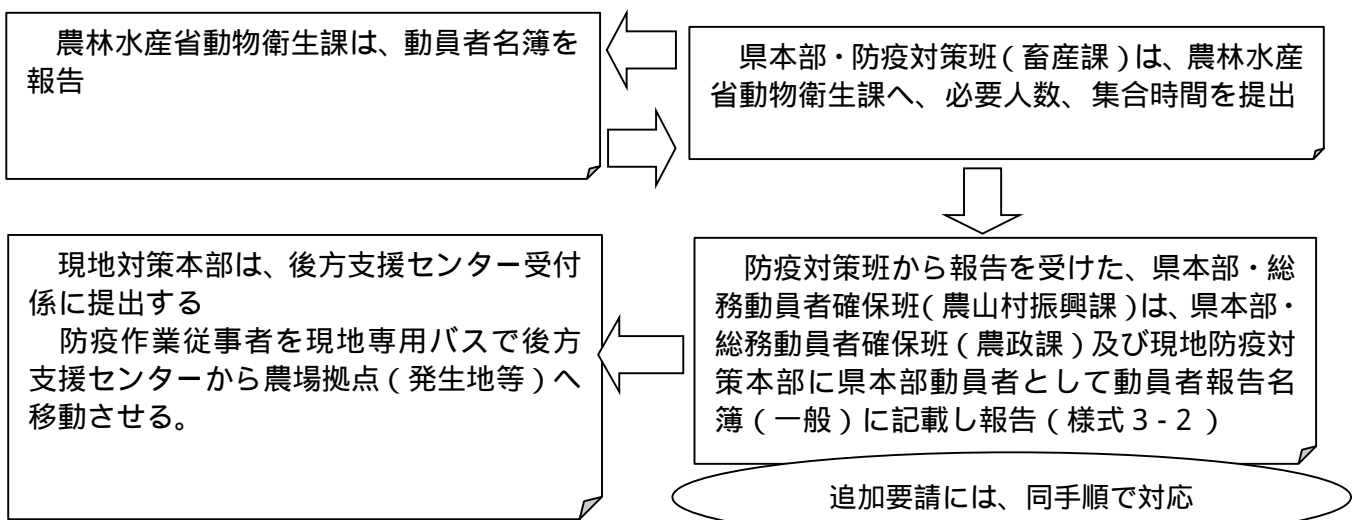 農林水産省動物衛生課は、動員者名簿を
報告
県本部・防疫対策班(畜産課)は、農林水産
省動物衛生課へ、必要人数、集合時間を提出
現地対策本部は、後方支援センター受付
係に提出する
防疫作業従事者を現地専用バスで後方
支援センターから農場拠点(発生地等)へ
移動させる。
防疫対策班から報告を受けた、県本部・総
務動員者確保班(農山村振興課)は、県本部・
総務動員者確保班(農政課)及び現地防疫対
策本部に県本部動員者として動員者報告名
簿(一般)に記載し報告(様式3-2)
追加要請には、同手順で対応